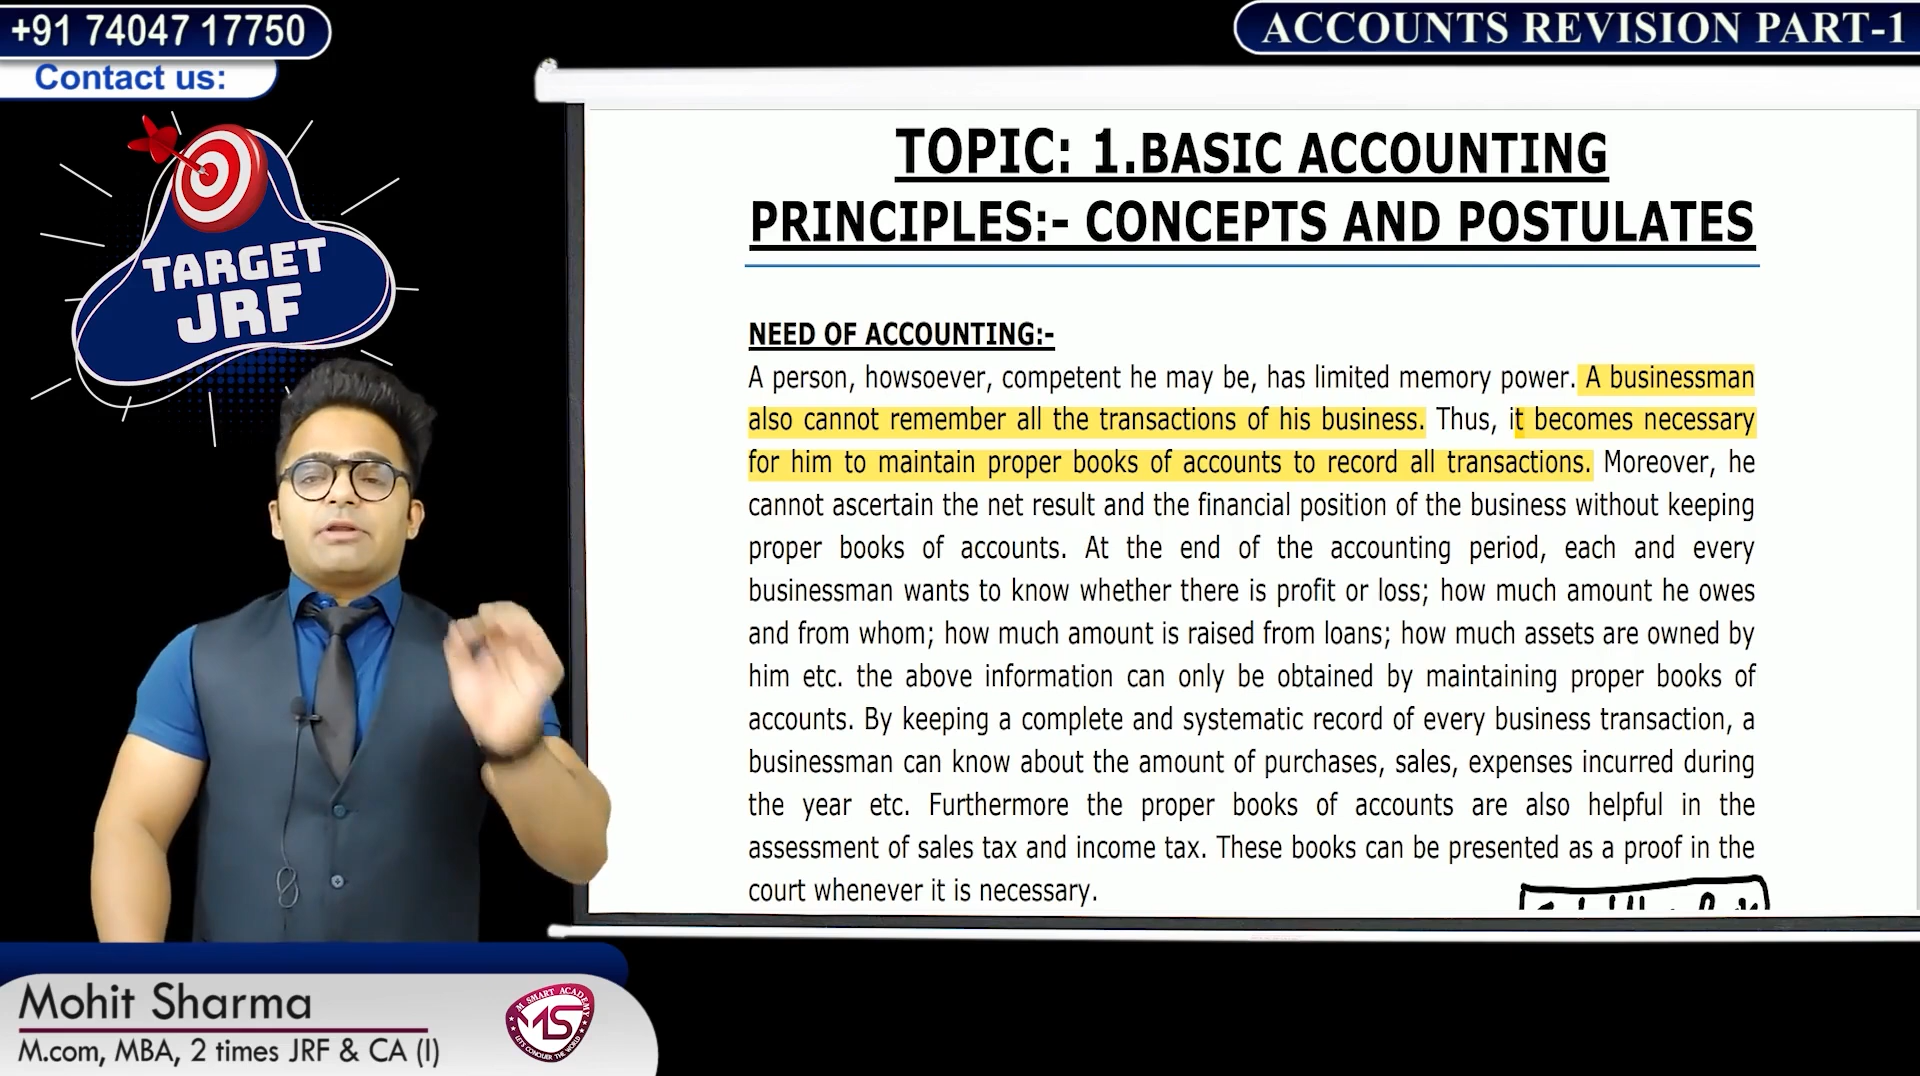 +91 74047 17750
Contact us:
ACCOUNTS REVISION PART-1
TARGET
JRF
TOPIC: 1.BASIC ACCOUNTING
PRINCIPLES:- CONCEPTS AND POSTULATES
NEED OF ACCOUNTING:-
A person, howsoever, competent he may be, has limited memory power. A businessman
also cannot remember all the transactions of his business. Thus, it becomes necessary
for him to maintain proper books of accounts to record all transactions. Moreover, he
cannot ascertain the net result and the financial position of the business without keeping
proper books of accounts. At the end of the accounting period, each and every
businessman wants to know whether there is profit or loss; how much amount he owes
and from whom; how much amount is raised from loans; how much assets are owned by
him etc. the above information can only be obtained by maintaining proper books of
accounts. By keeping a complete and systematic record of every business transaction, a
businessman can know about the amount of purchases, sales, expenses incurred during
the year etc. Furthermore the proper books of accounts are also helpful in the
assessment of sales tax and income tax. These books can be presented as a proof in the
court whenever it is necessary.
Mohit Sharma
M.com, MBA, 2 times JRF & CA (I)
M SMART ACADEMY
MS
LETS CONQUER THE WORLD